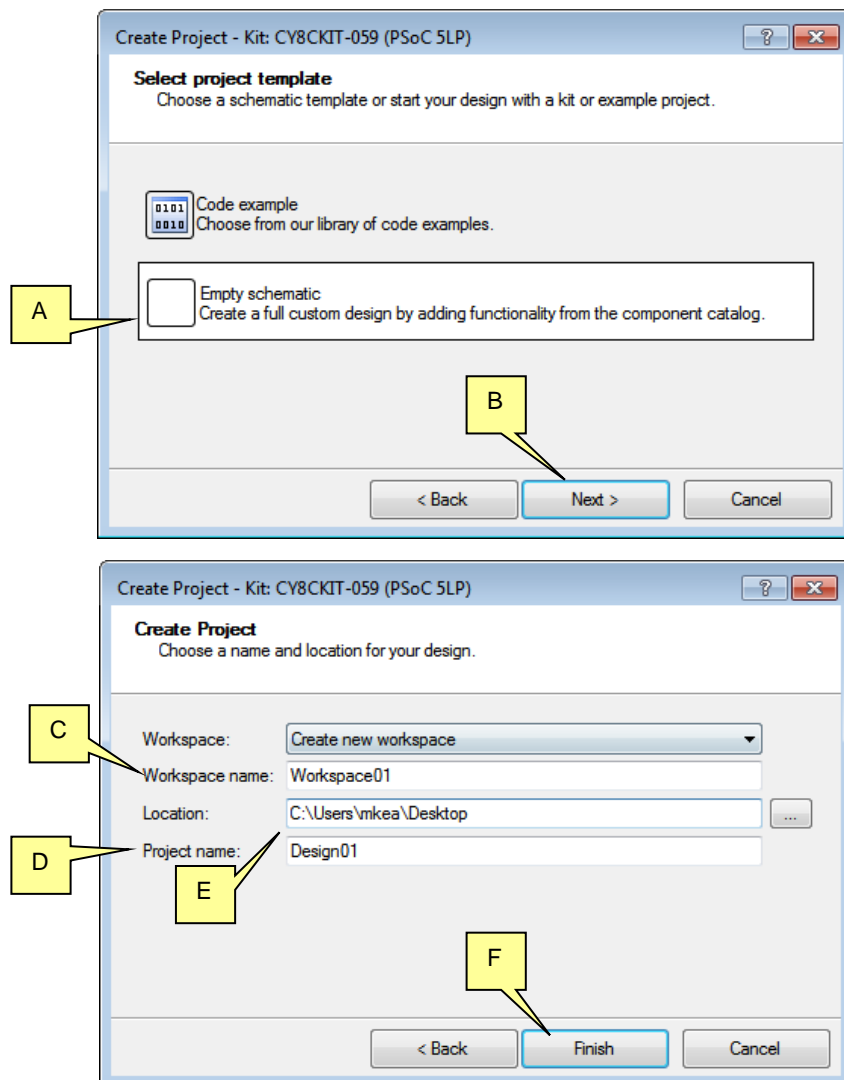 Create Project - Kit: CY8CKIT-059 (PSoC 5LP)
Select project template
Choose a schematic template or start your design with a kit or example project.
0101
0010
Code example
Choose from our library of code examples.
A
Empty schematic
Create a full custom design by adding functionality from the component catalog.
B
< Back
Next >
Cancel
Create Project - Kit: CY8CKIT-059 (PSoC 5LP)
Create Project
Choose a name and location for your design.
C
Workspace:
Create new workspace
Workspace name:
Workspace01
Location:
C:\Users\mkea\Desktop
...
D
Project name:
Design01
E
F
< Back
Finish
Cancel